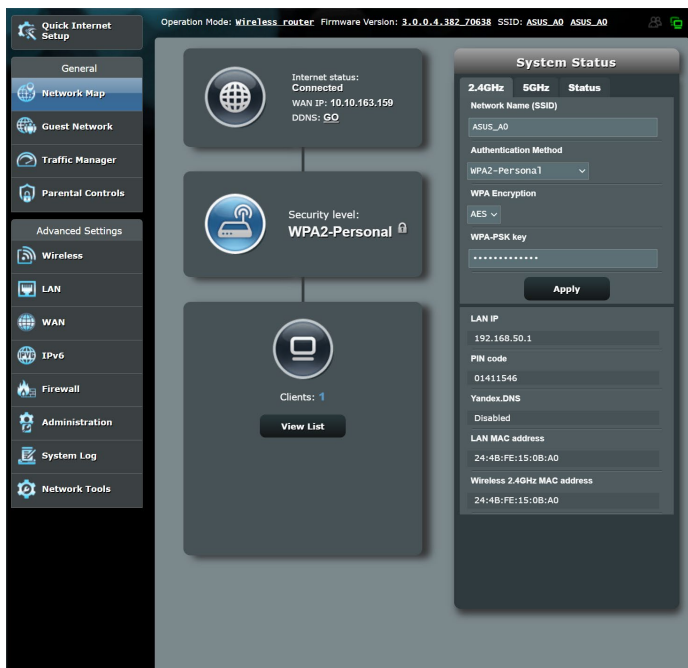 Quick Internet
Setup
Operation Mode: Wireless router Firmware Version: 3.0.0.4.382_70638 SSID: ASUS_A0 ASUS_A0
General
Network Map
Guest Network
Traffic Manager
Parental Controls
Advanced Settings
Wireless
LAN
WAN
IPv6
Firewall
Administration
System Log
Network Tools
Internet status:
Connected
WAN IP: 10.10.163.159
DDNS: GO
Security level:
WPA2-Personal
Clients: 1
View List
System Status
2.4GHz 5GHz Status
Network Name (SSID)
ASUS_A0
Authentication Method
WPA2-Personal
WPA Encryption
AES
WPA-PSK key
•••••••••••••
Apply
LAN IP
192.168.50.1
PIN code
01411546
Yandex.DNS
Disabled
LAN MAC address
24:4B:FE:15:0B:A0
Wireless 2.4GHz MAC address
24:4B:FE:15:0B:A0